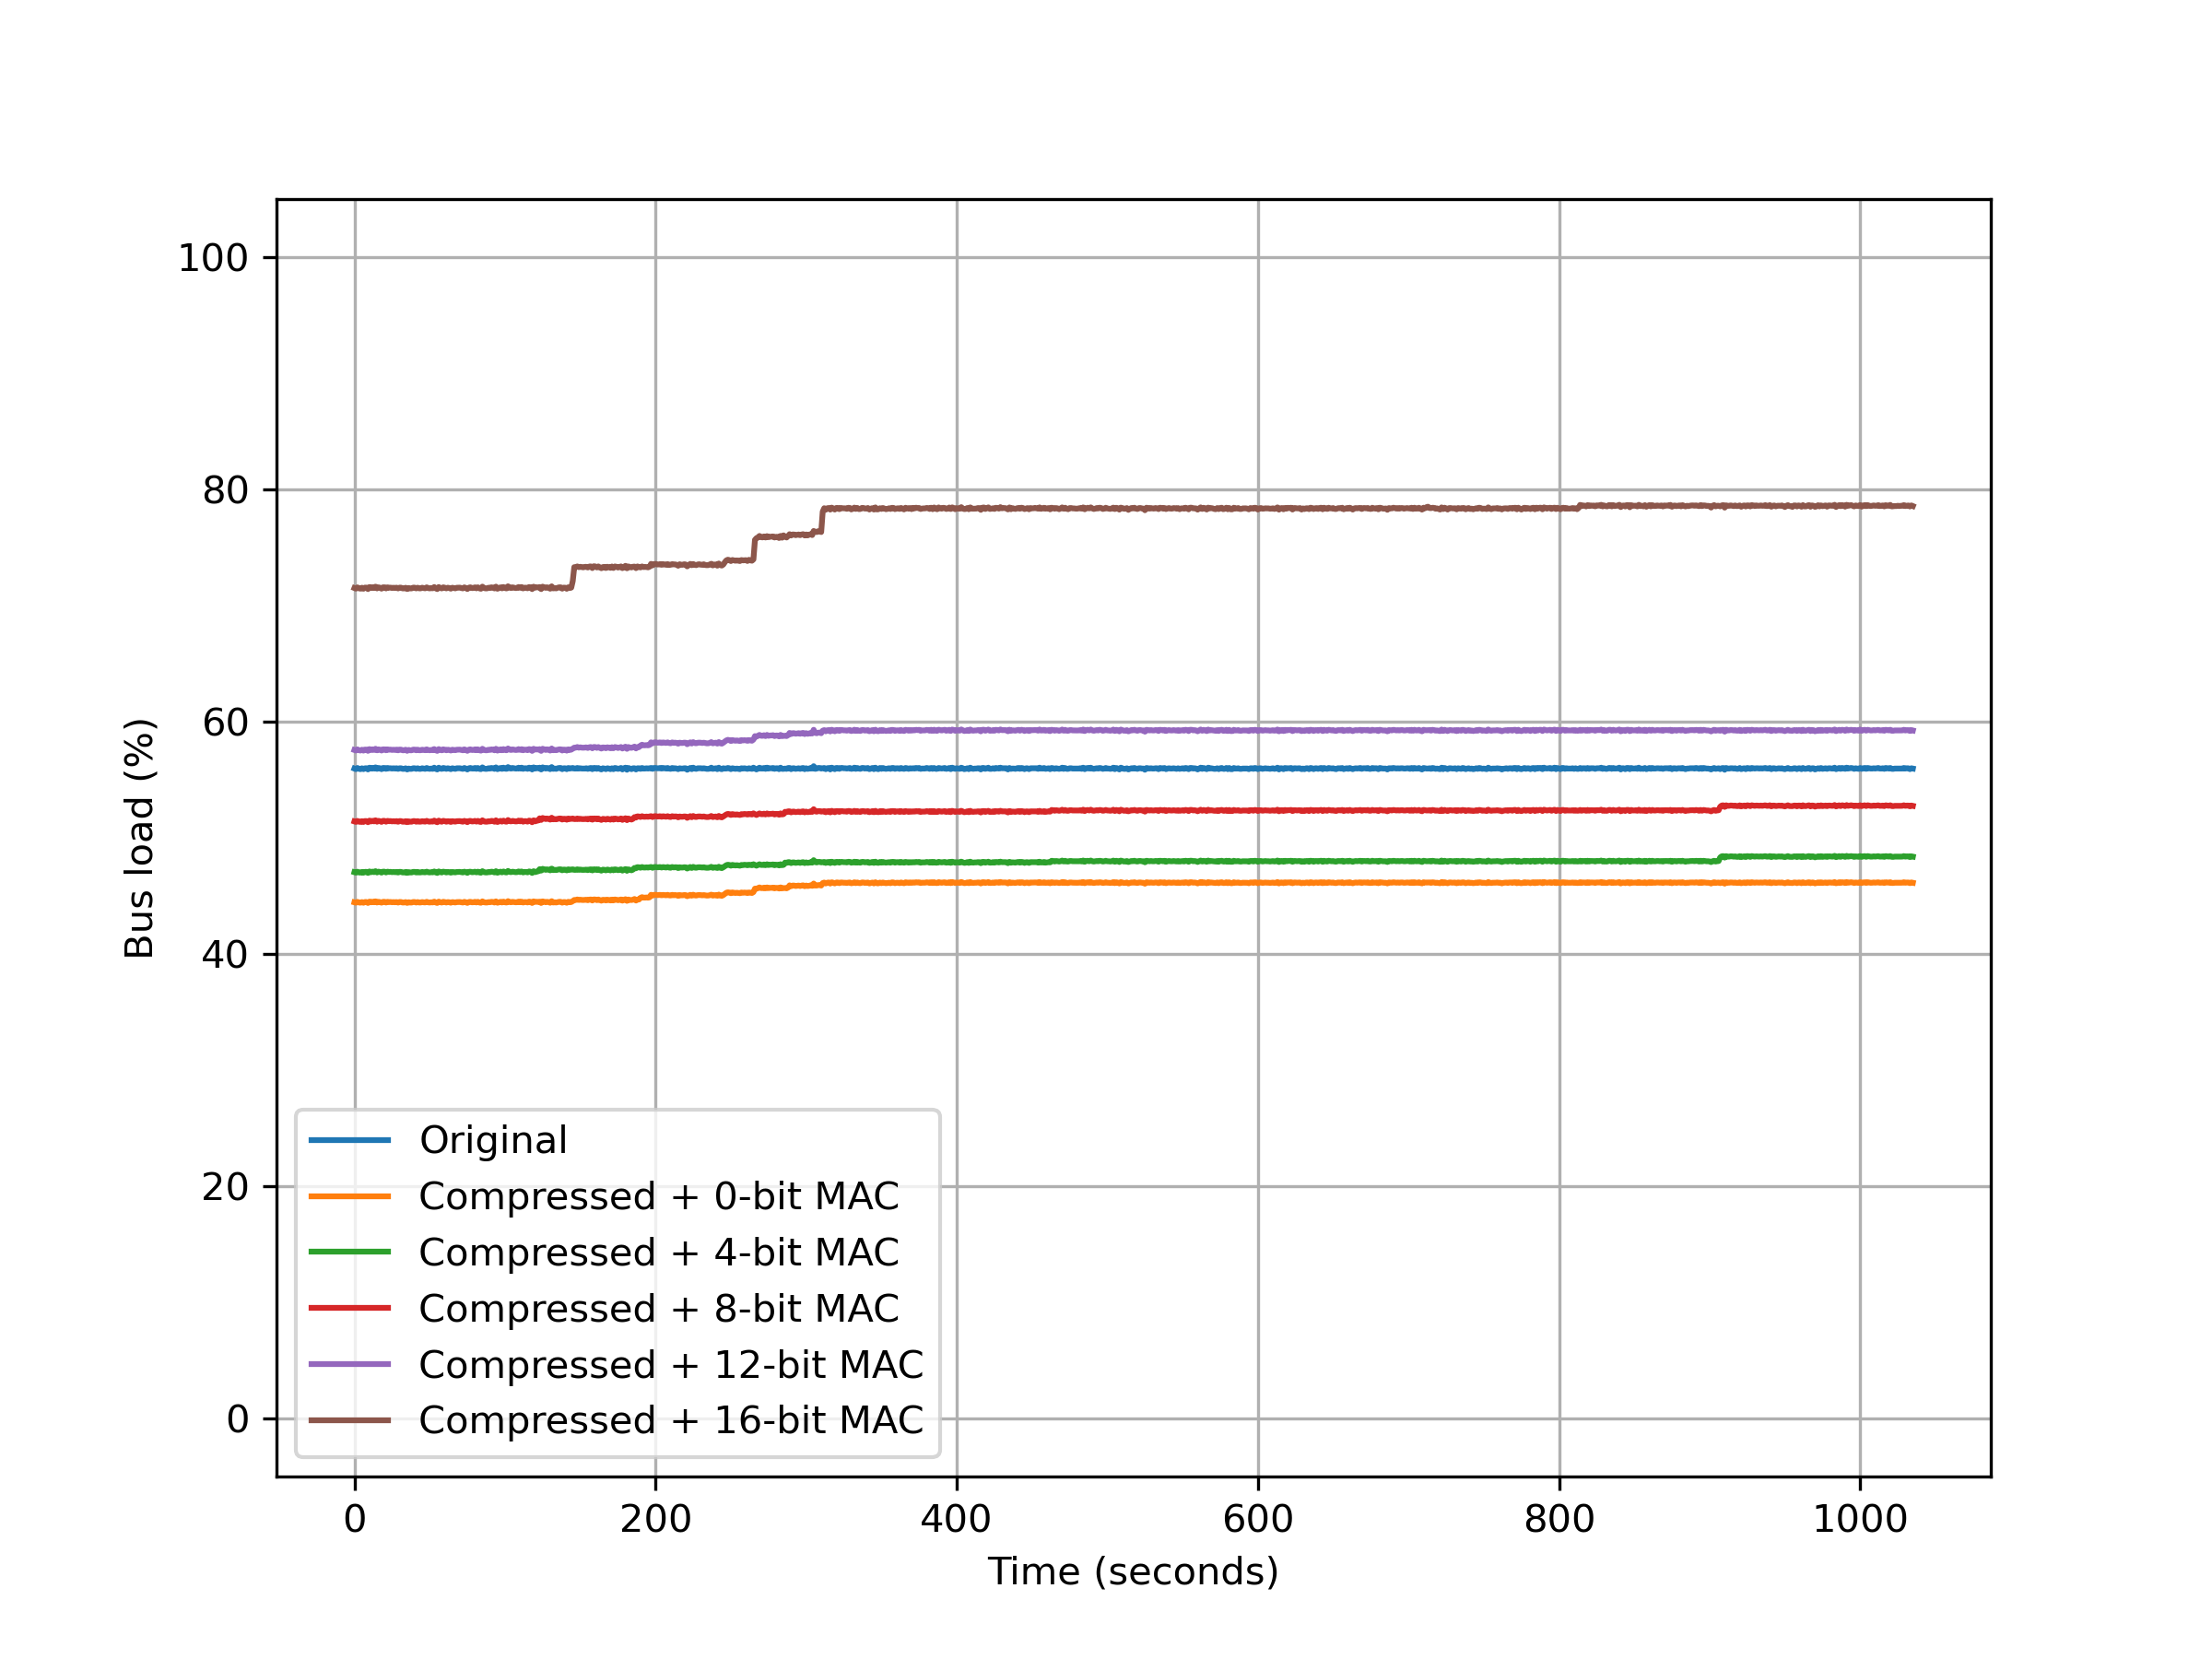 100
80
60
40
20
0
Bus load (%)
Original
Compressed + 0-bit MAC
Compressed + 4-bit MAC
Compressed + 8-bit MAC
Compressed + 12-bit MAC
Compressed + 16-bit MAC
0 200 400 600 800 1000
Time (seconds)